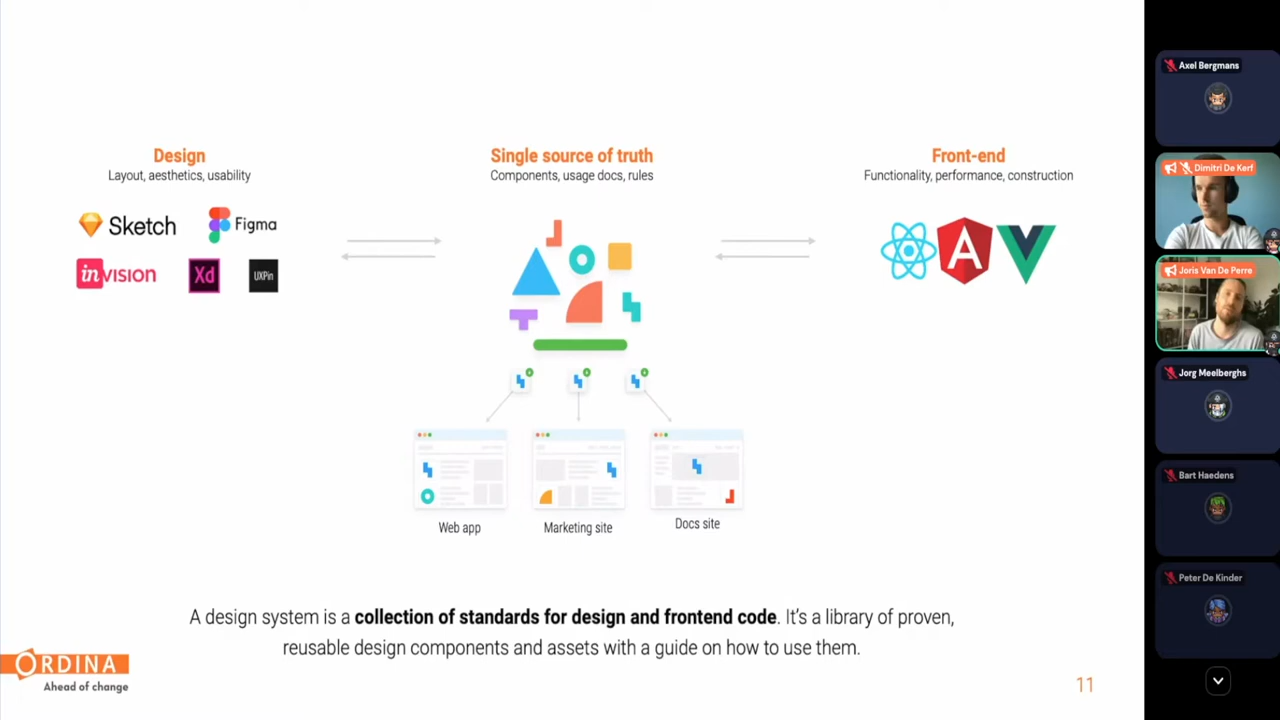 Design
Layout, aesthetics, usability
Sketch
Figma
inVISION
Xd
UXPin
Single source of truth
Components, usage docs, rules
Front-end
Functionality, performance, construction
A
Web app
Marketing site
Docs site
A design system is a collection of standards for design and frontend code. It's a library of proven,
reusable design components and assets with a guide on how to use them.
ORDINA
Ahead of change
11
Axel Bergmans
Dimitri De Kerf
Joris Van De Perre
Jorg Meelberghs
Bart Haedens
Peter De Kinder